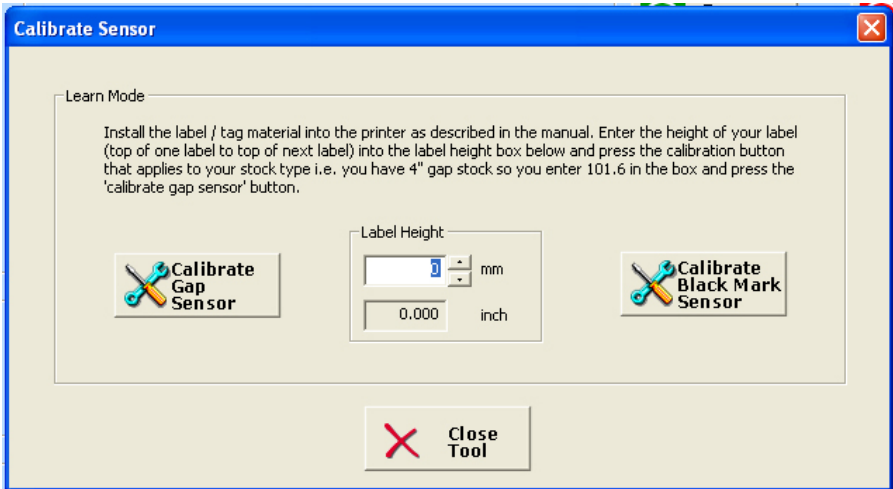 Calibrate Sensor
Learn Mode
Install the label / tag material into the printer as described in the manual. Enter the height of your label
(top of one label to top of next label) into the label height box below and press the calibration button
that applies to your stock type i.e. you have 4" gap stock so you enter 101.6 in the box and press the
'calibrate gap sensor' button.
Label Height
Calibrate
Gap
Sensor
0 mm
0.000 inch
Calibrate
Black Mark
Sensor
Close
Tool